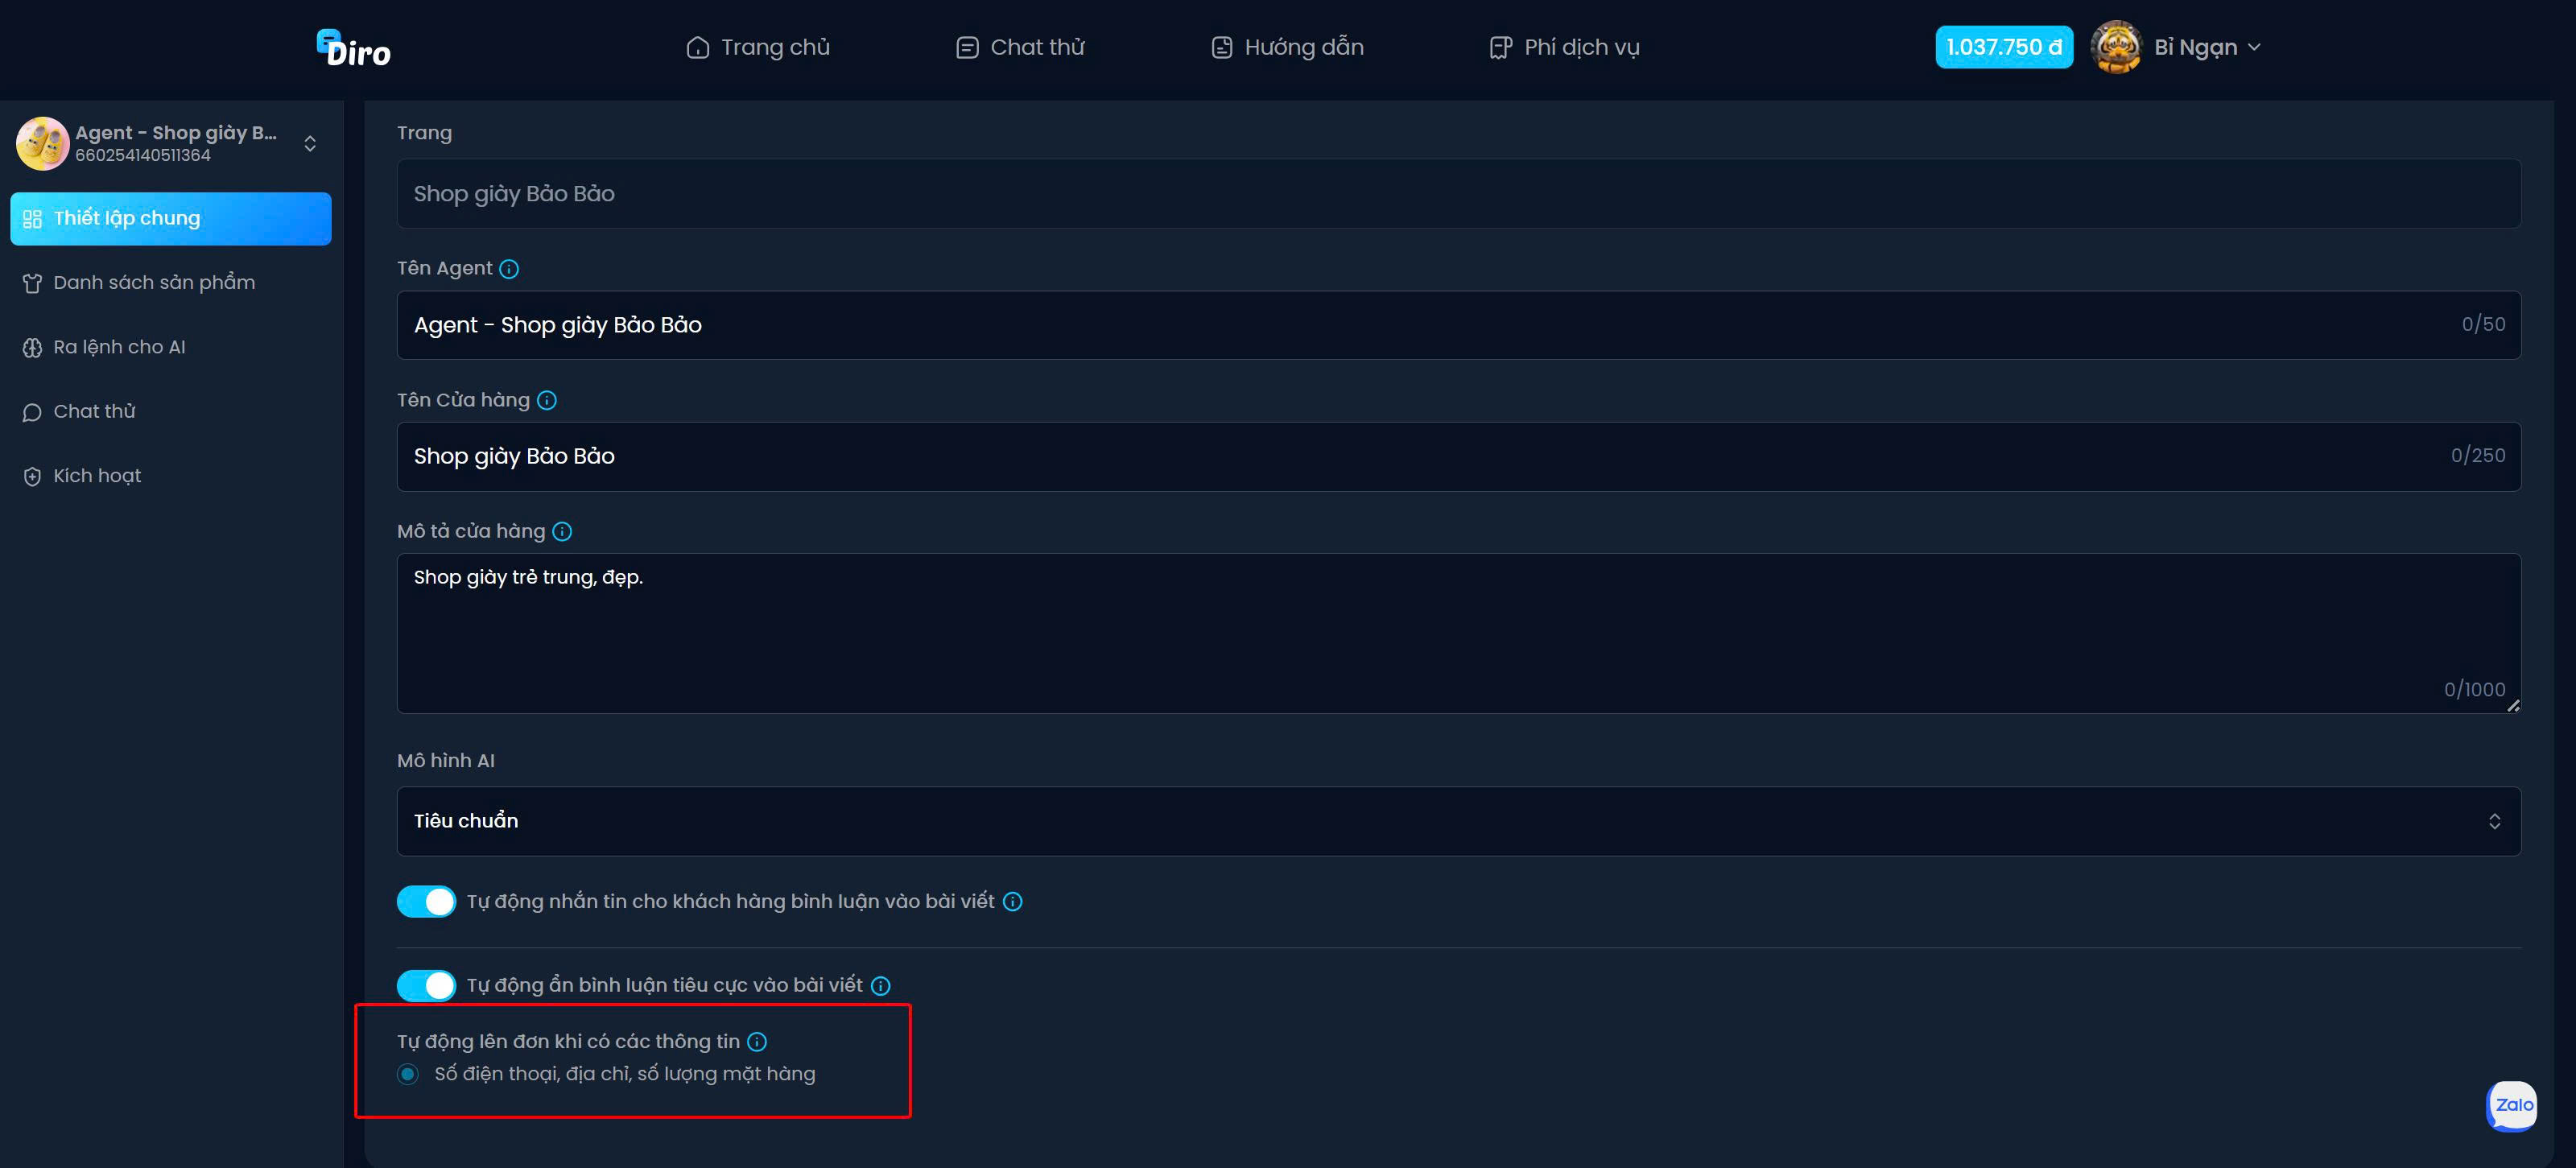 Diro
Trang chủ
Chat thử
Hướng dẫn
Phí dịch vụ
1.037.750 đ
Bỉ Ngạn
Agent - Shop giày B...
660254140511364
Thiết lập chung
Danh sách sản phẩm
Ra lệnh cho AI
Chat thử
Kích hoạt
Trang
Shop giày Bảo Bảo
Tên Agent
Agent - Shop giày Bảo Bảo
0/50
Tên Cửa hàng
Shop giày Bảo Bảo
0/250
Mô tả cửa hàng
Shop giày trẻ trung, đẹp.
0/1000
Mô hình AI
Tiêu chuẩn
Tự động nhắn tin cho khách hàng bình luận vào bài viết
Tự động ẩn bình luận tiêu cực vào bài viết
Tự động lên đơn khi có các thông tin
Số điện thoại, địa chỉ, số lượng mặt hàng
Zalo